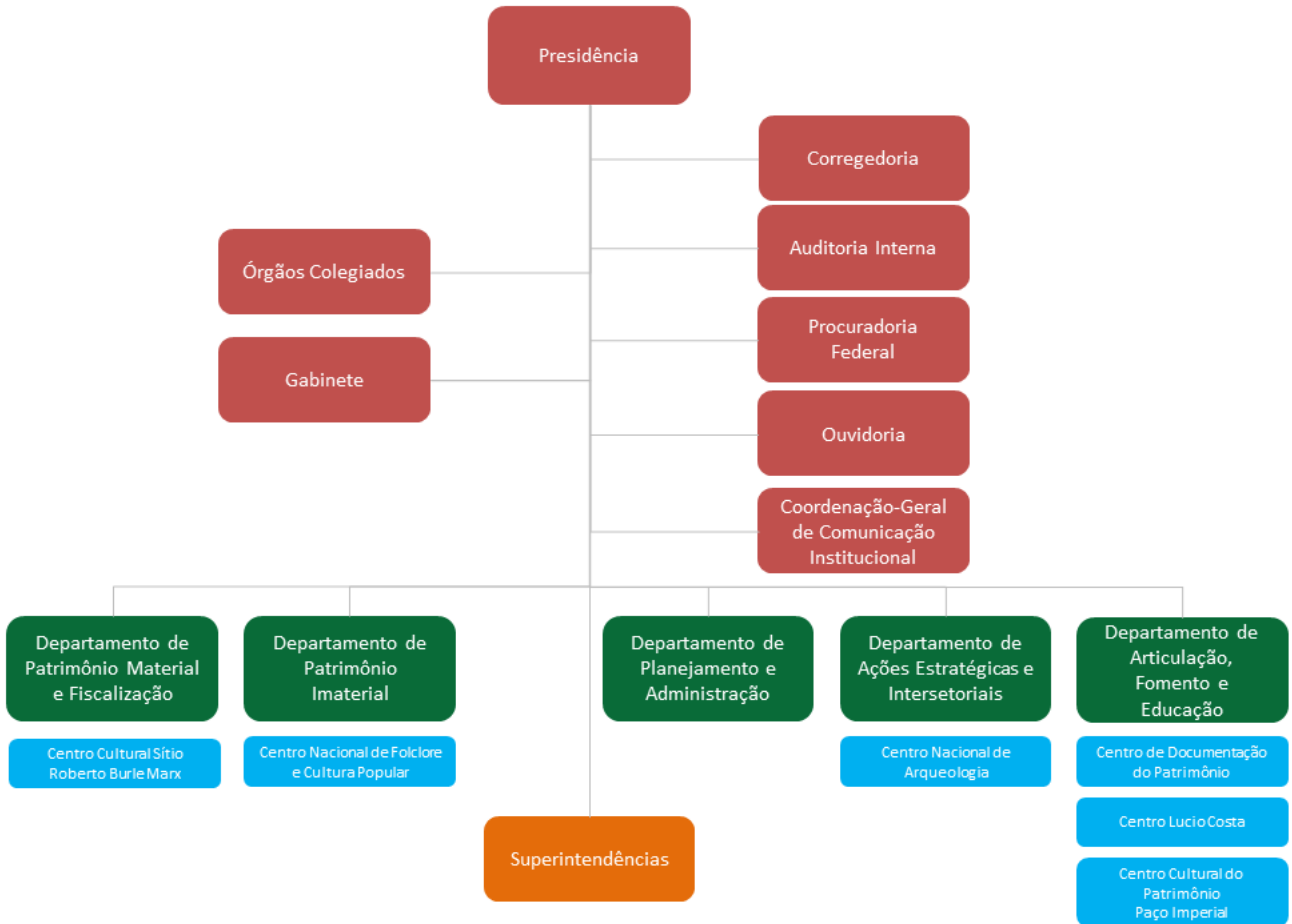 Presidência
Corregedoria
Auditoria Interna
Órgãos Colegiados
Procuradoria
Federal
Gabinete
Ouvidoria
Coordenação-Geral
de Comunicação
Institucional
Departamento de
Patrimônio Material
e Fiscalização
Departamento de
Patrimônio
Imaterial
Departamento de
Planejamento e
Administração
Departamento de
Ações Estratégicas e
Intersetoriais
Departamento de
Articulação,
Fomento e
Educação
Centro Cultural Sítio
Roberto Burle Marx
Centro Nacional de Folclore
e Cultura Popular
Centro Nacional de
Arqueologia
Centro de Documentação
do Patrimônio
Centro Lucio Costa
Superintendências
Centro Cultural do
Patrimônio
Paço Imperial